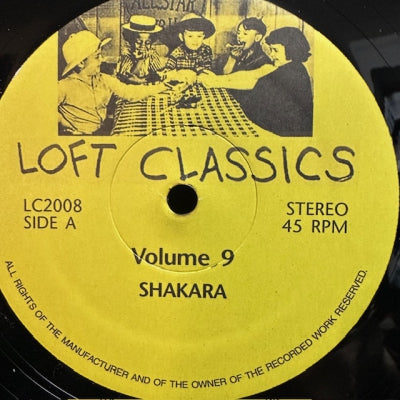 ALLSTAR
LOFT CLASSICS
LC2008
SIDE A
STEREO
45 RPM
Volume 9
SHAKARA
ALL RIGHTS OF THE MANUFACTURER AND OF THE OWNER OF THE RECORDED WORK RESERVED.